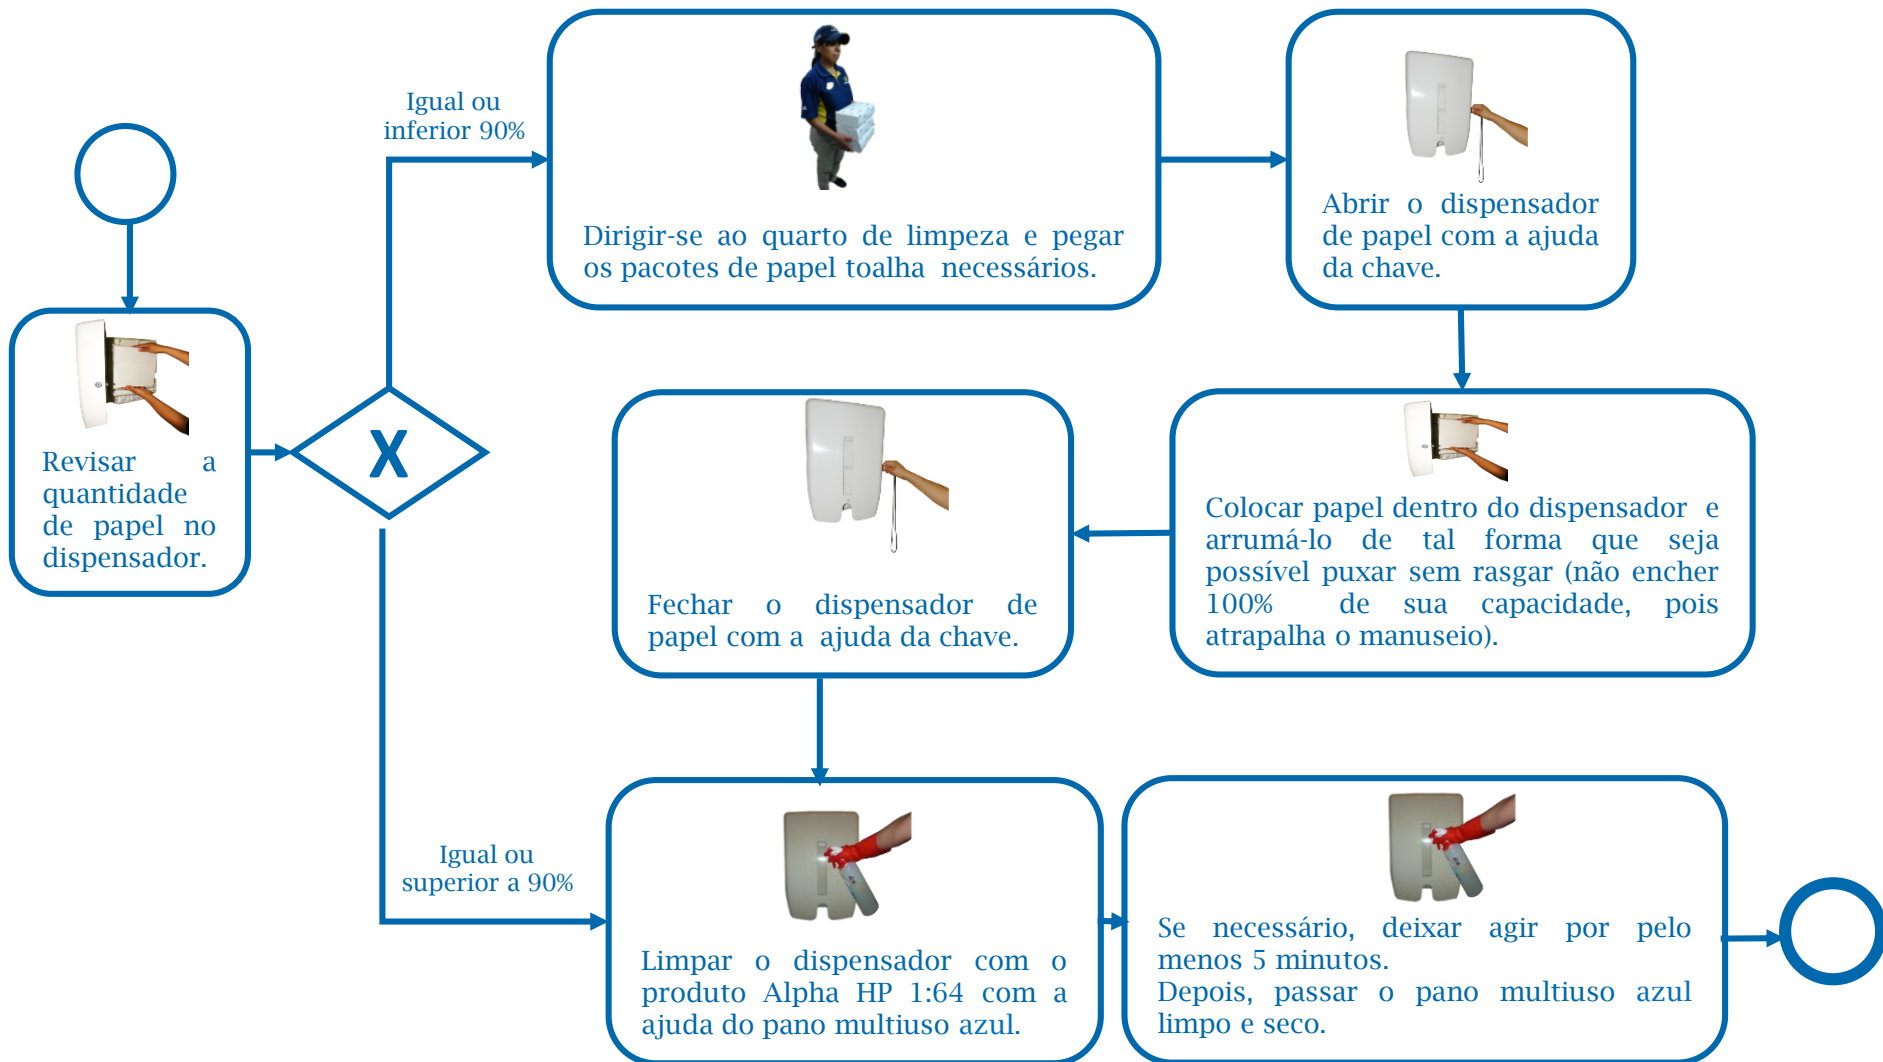 Revisar a
quantidade
de papel no
dispensador.
X
Igual ou
inferior 90%
Dirigir-se ao quarto de limpeza e pegar
os pacotes de papel toalha necessários.
Abrir o dispensador
de papel com a ajuda
da chave.
Colocar papel dentro do dispensador e
arrumá-lo de tal forma que seja
possível puxar sem rasgar (não encher
100% de sua capacidade, pois
atrapalha o manuseio).
Fechar o dispensador de
papel com a ajuda da chave.
Igual ou
superior a 90%
Limpar o dispensador com o
produto Alpha HP 1:64 com a
ajuda do pano multiuso azul.
Se necessário, deixar agir por pelo
menos 5 minutos.
Depois, passar o pano multiuso azul
limpo e seco.